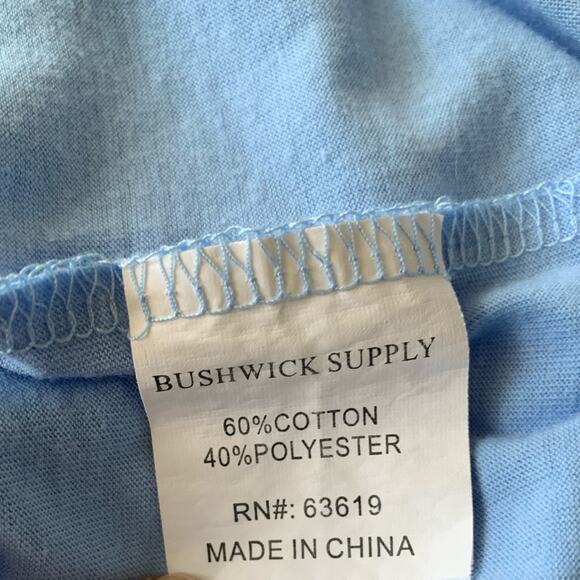 BUSHWICK SUPPLY
60%COTTON
40%POLYESTER
RN#: 63619
MADE IN CHINA